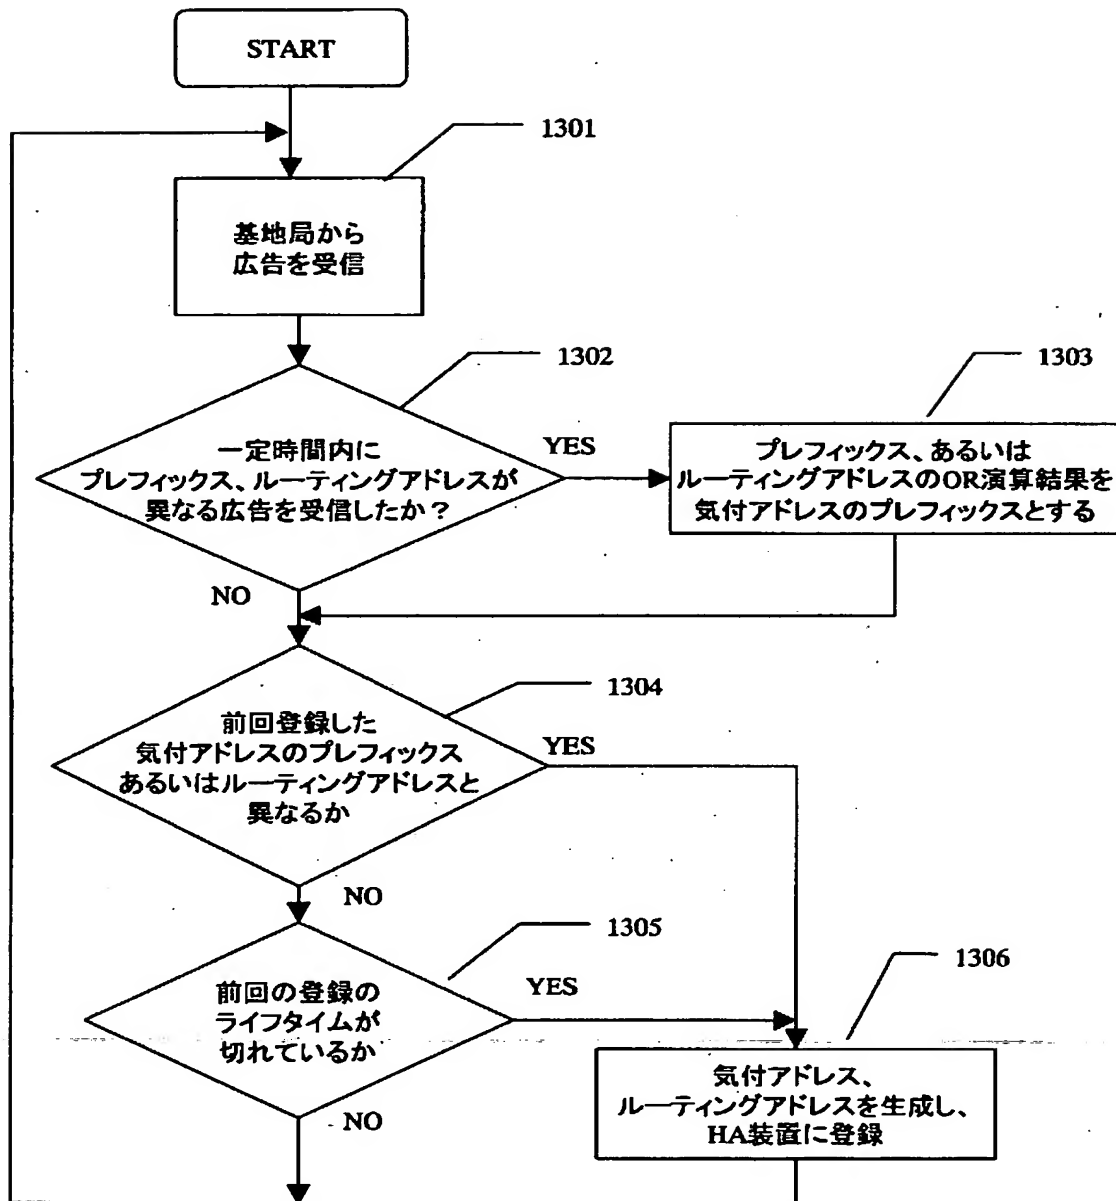 START
1301
基地局から
広告を受信
1302
1303
一定時間内に
プレフィックス、ルーティングアドレスが
異なる広告を受信したか？
YES
プレフィックス、あるいは
ルーティングアドレスのOR演算結果を
気付アドレスのプレフィックスとする
NO
1304
前回登録した
気付アドレスのプレフィックス
あるいはルーティングアドレスと
異なるか
YES
NO
1305
前回の登録の
ライフタイムが
切れているか
YES
1306
気付アドレス、
ルーティングアドレスを生成し、
HA装置に登録
NO